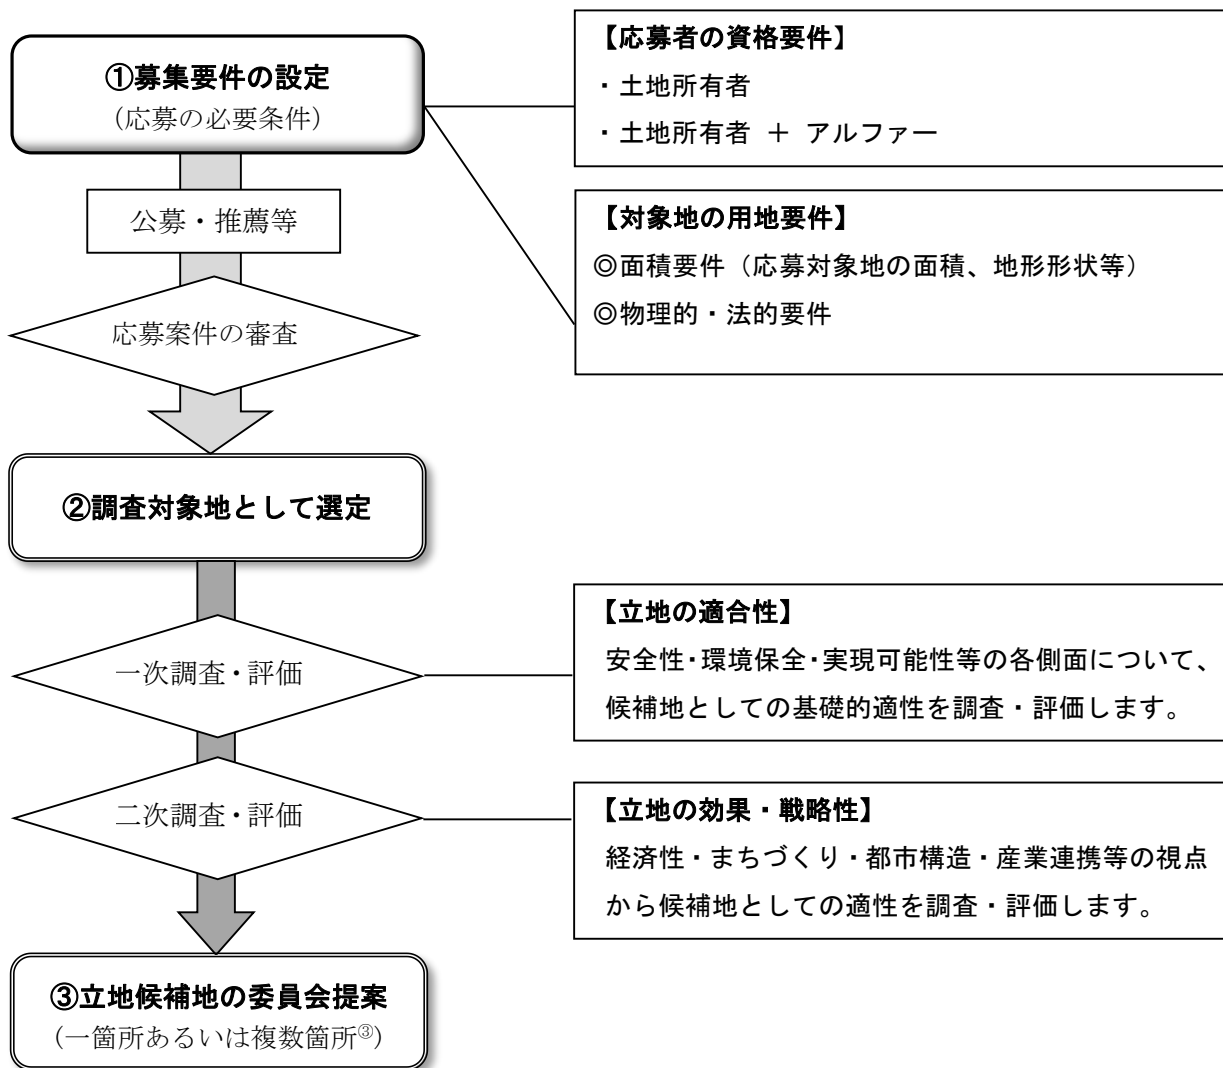 ①募集要件の設定
（応募の必要条件）
【応募者の資格要件】
・土地所有者
・土地所有者 ＋ アルファー
公募・推薦等
【対象地の用地要件】
◎面積要件（応募対象地の面積、地形形状等）
◎物理的・法的要件
応募案件の審査
②調査対象地として選定
一次調査・評価
【立地の適合性】
安全性・環境保全・実現可能性等の各側面について、
候補地としての基礎的適性を調査・評価します。
二次調査・評価
【立地の効果・戦略性】
経済性・まちづくり・都市構造・産業連携等の視点
から候補地としての適性を調査・評価します。
③立地候補地の委員会提案
（一箇所あるいは複数箇所③）